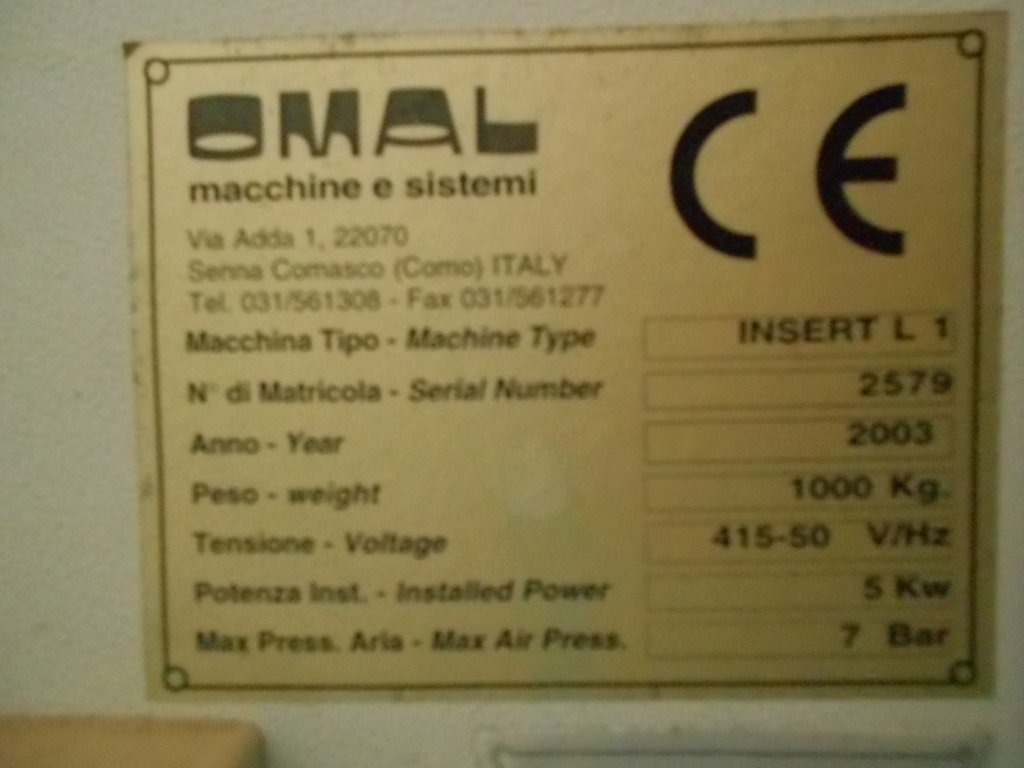 OMAL
macchine e sistemi
CE
Via Adda 1, 22070
Senna Comasco (Como) ITALY
Tel. 031/561308 - Fax 031/561277
Macchina Tipo - Machine Type INSERT L 1
N° di Matricola - Serial Number 2579
Anno - Year 2003
Peso - weight 1000 Kg.
Tensione - Voltage 415-50 V/Hz
Potenza Inst. - Installed Power 5 Kw
Max Press. Aria - Max Air Press. 7 Bar